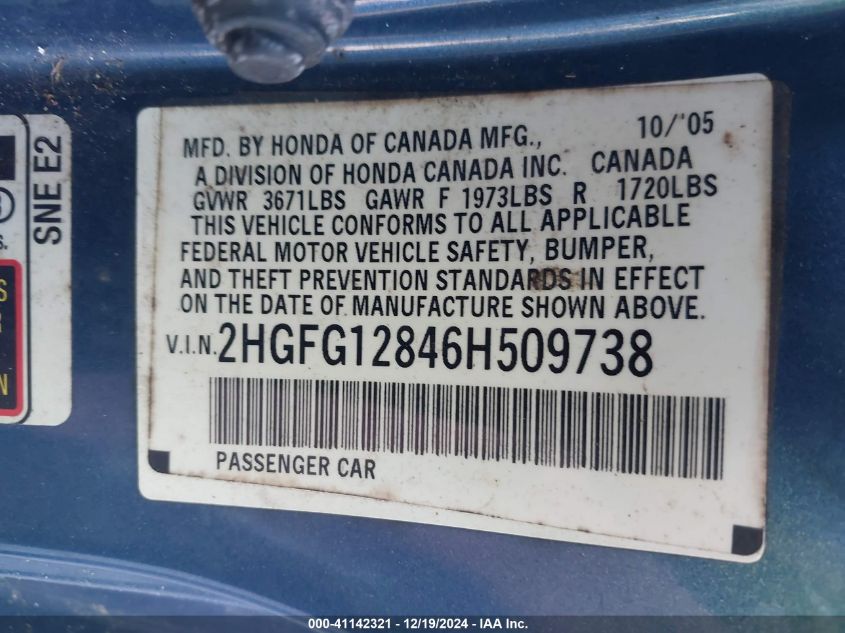 MFD. BY HONDA OF CANADA MFG., 10/'05
A DIVISION OF HONDA CANADA INC. CANADA
GVWR 3671LBS GAWR F 1973LBS R 1720LBS
THIS VEHICLE CONFORMS TO ALL APPLICABLE
FEDERAL MOTOR VEHICLE SAFETY, BUMPER,
AND THEFT PREVENTION STANDARDS IN EFFECT
ON THE DATE OF MANUFACTURE SHOWN ABOVE.
V.I.N. 2HGFG12846H509738
PASSENGER CAR
SNE E2
000-41142321 - 12/19/2024 - IAA Inc.